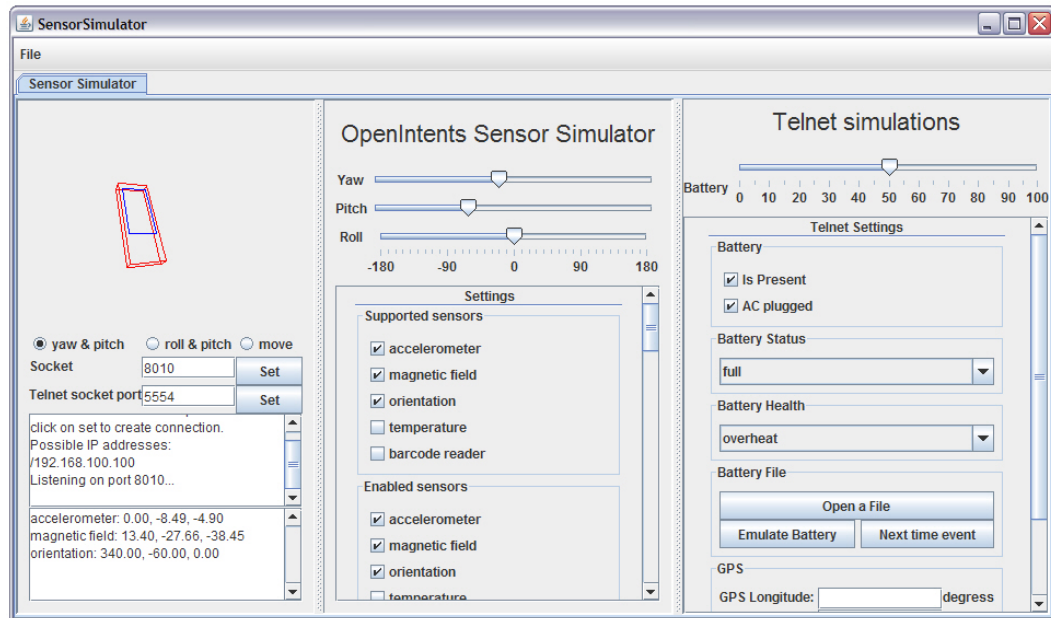 SensorSimulator
File
Sensor Simulator
yaw & pitch roll & pitch move
Socket 8010 Set
Telnet socket port 5554 Set
click on set to create connection.
Possible IP addresses:
/192.168.100.100
Listening on port 8010...
accelerometer: 0.00, -8.49, -4.90
magnetic field: 13.40, -27.66, -38.45
orientation: 340.00, -60.00, 0.00
OpenIntents Sensor Simulator
Yaw
Pitch
Roll
-180 -90 0 90 180
Settings
Supported sensors
accelerometer
magnetic field
orientation
temperature
barcode reader
Enabled sensors
accelerometer
magnetic field
orientation
temperature
Telnet simulations
Battery 0 10 20 30 40 50 60 70 80 90 100
Telnet Settings
Battery
Is Present
AC plugged
Battery Status
full
Battery Health
overheat
Battery File
Open a File
Emulate Battery Next time event
GPS
GPS Longitude: degress